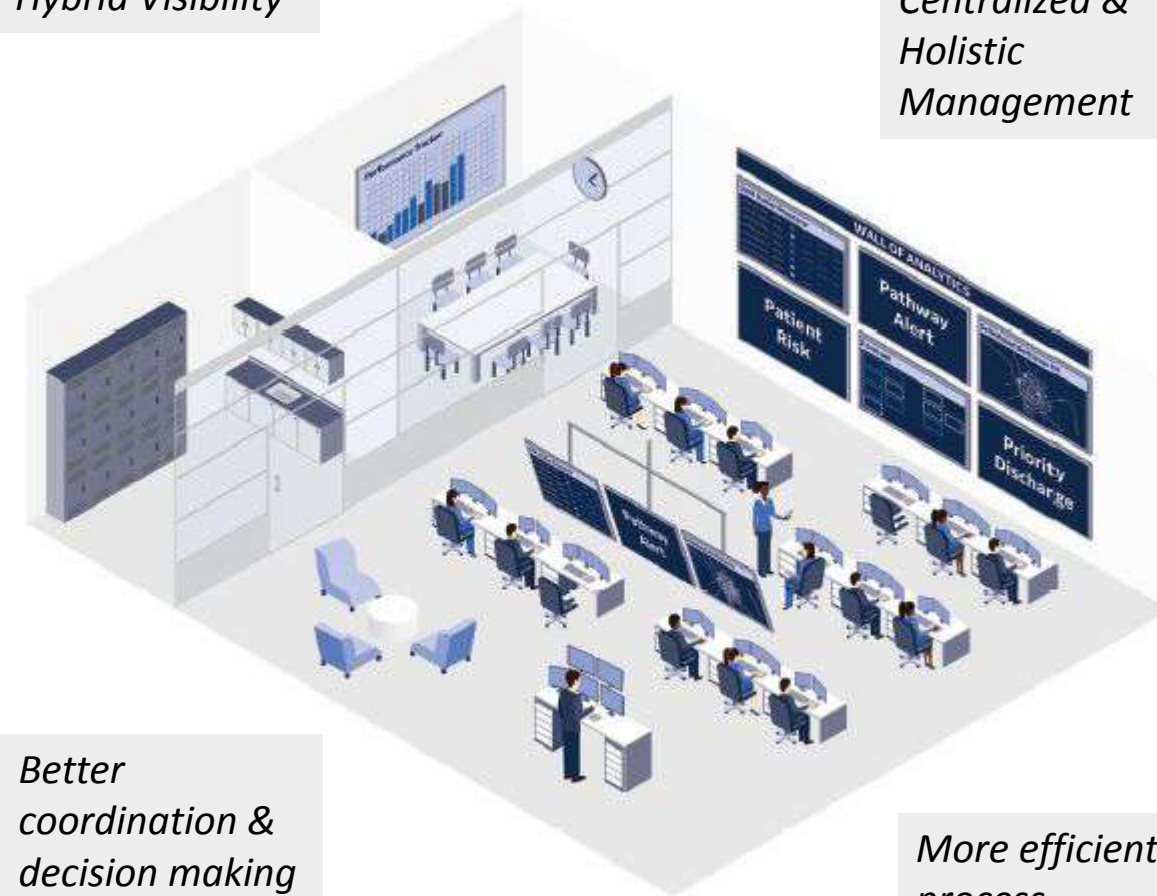 Hybrid Visibility
Centralized &
Holistic
Management
Performance Tracker
WALL OF ANALYTICS
Pathway
Alert
Patient
Risk
Priority
Discharge
Pathway
Alert
Better
coordination &
decision making
More efficient
process